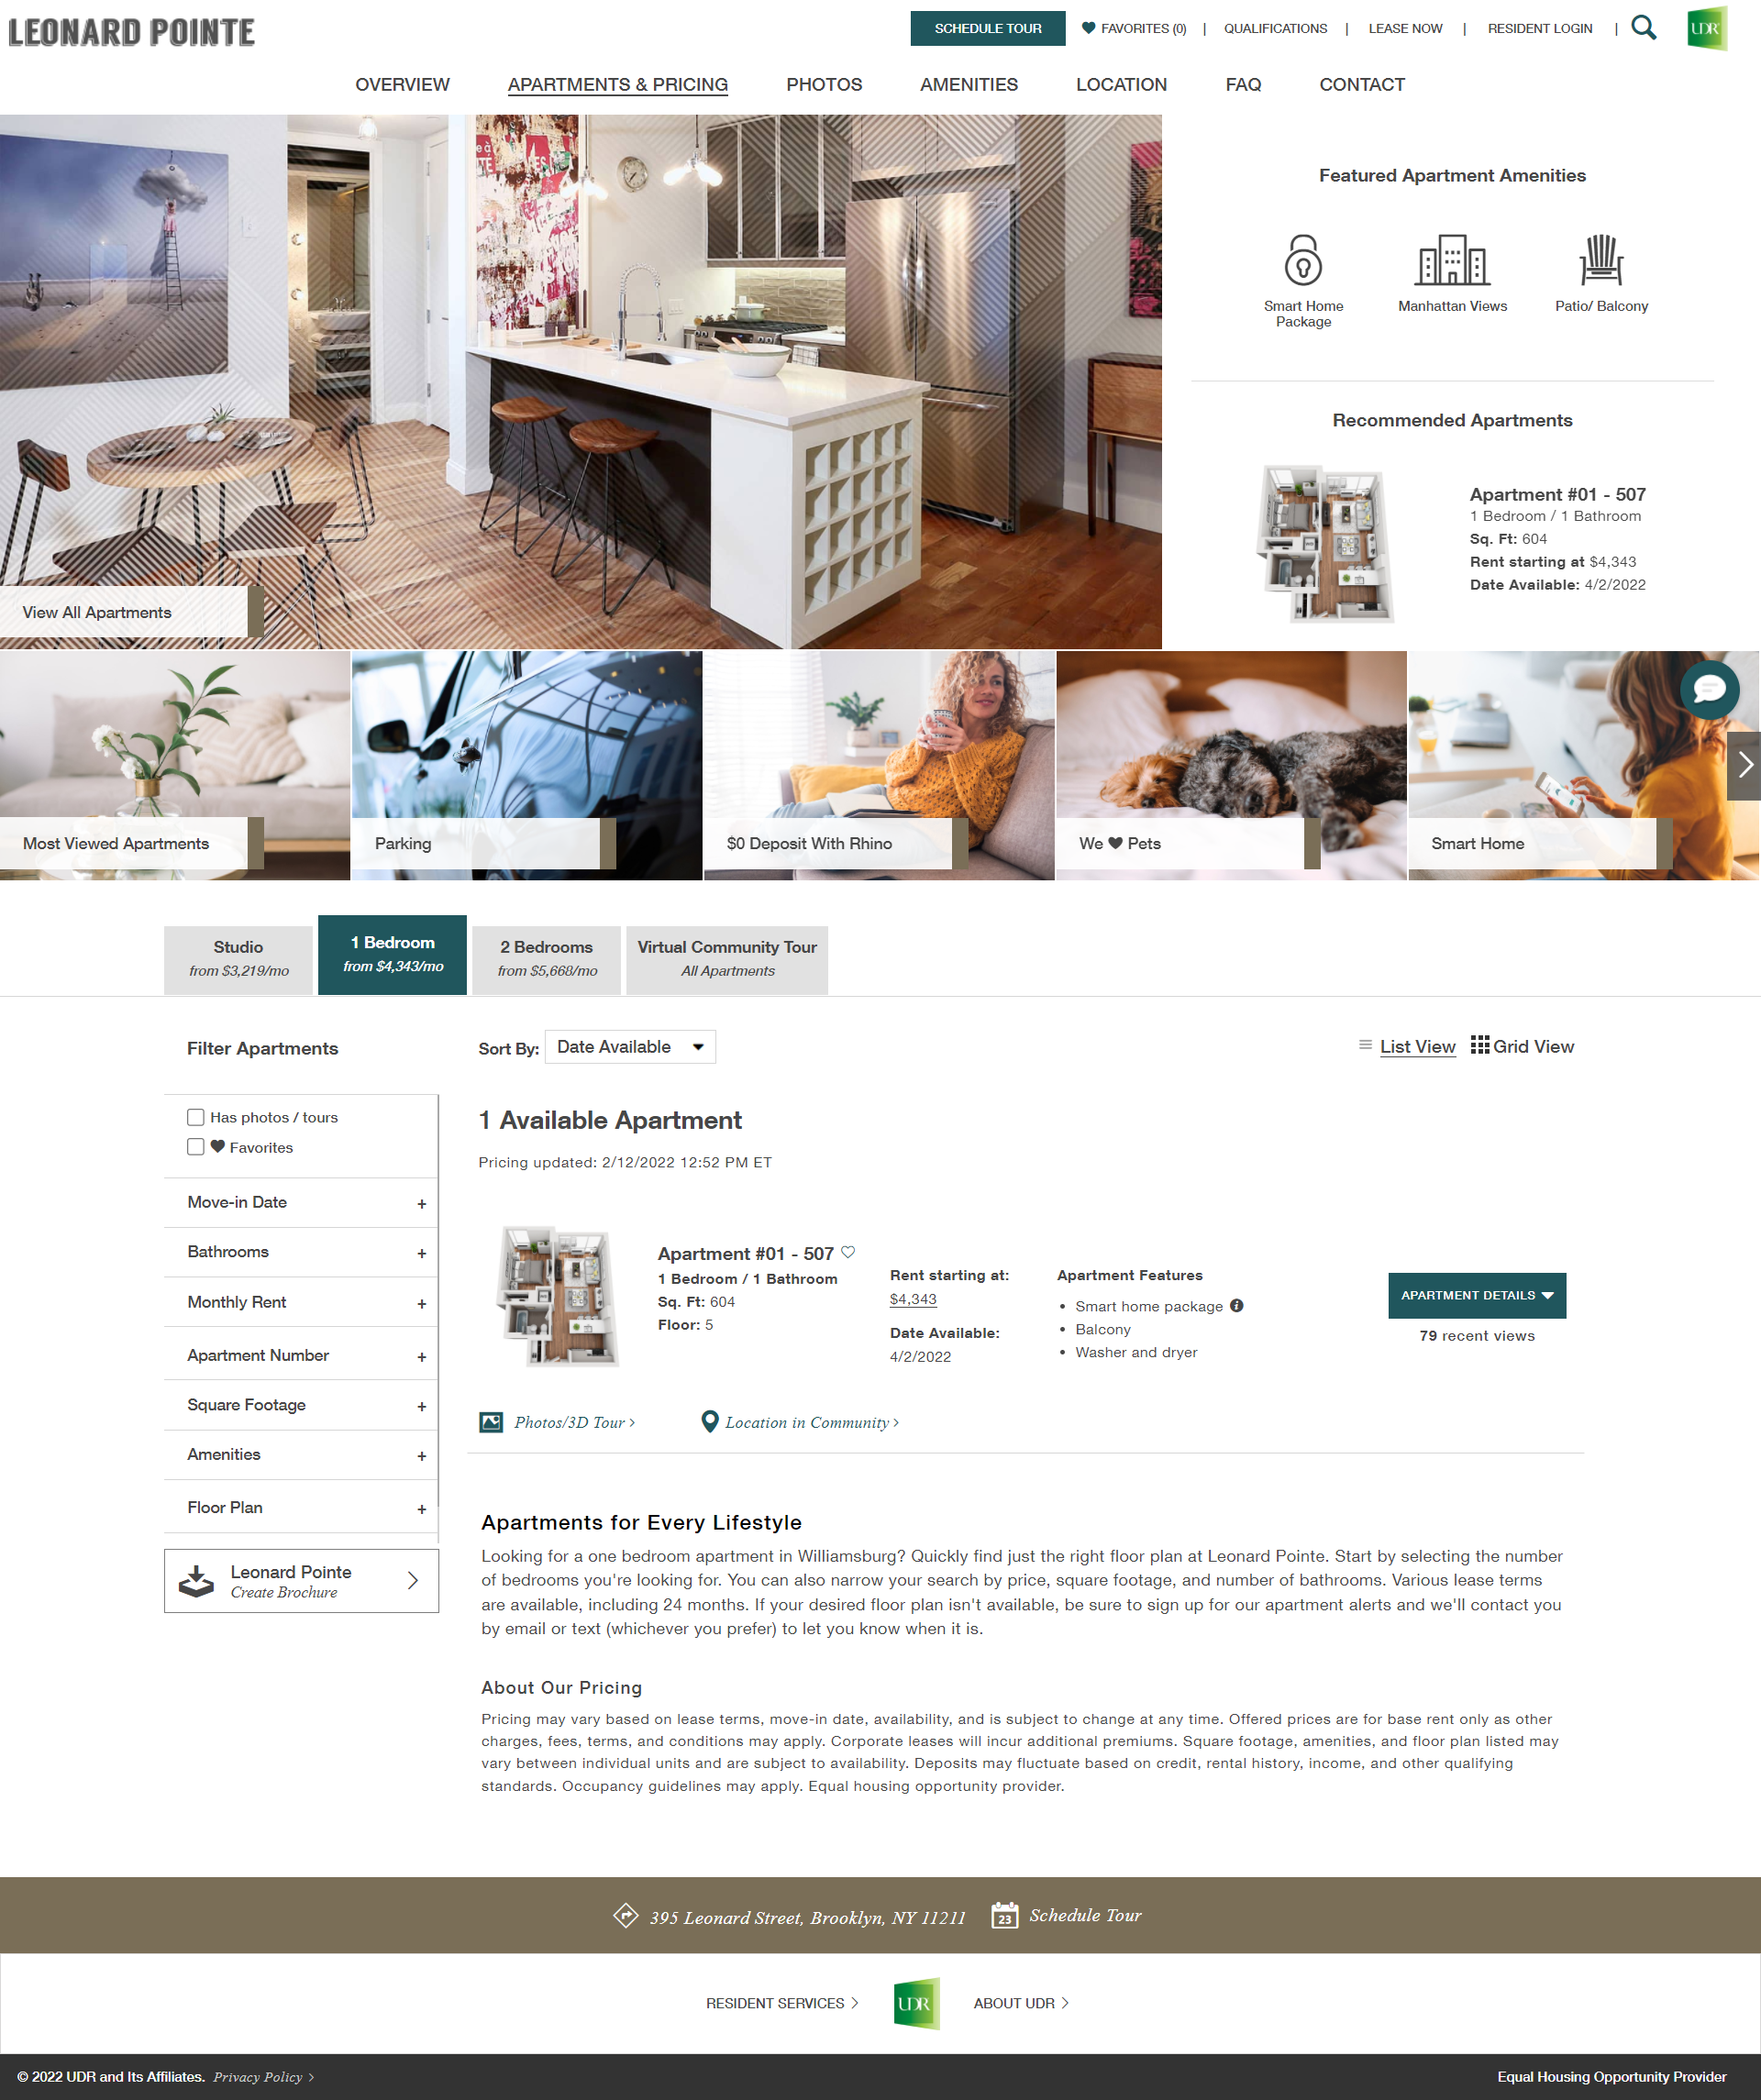 LEONARD POINTE
SCHEDULE TOUR
FAVORITES (0) | QUALIFICATIONS | LEASE NOW | RESIDENT LOGIN |
UDR
OVERVIEW
APARTMENTS & PRICING
PHOTOS
AMENITIES
LOCATION
FAQ
CONTACT
View All Apartments
Featured Apartment Amenities
Smart Home
Package
Manhattan Views
Patio/ Balcony
Recommended Apartments
Apartment #01 - 507
1 Bedroom / 1 Bathroom
Sq. Ft: 604
Rent starting at $4,343
Date Available: 4/2/2022
Most Viewed Apartments
Parking
$0 Deposit With Rhino
We ♥ Pets
Smart Home
Studio
from $3,219/mo
1 Bedroom
from $4,343/mo
2 Bedrooms
from $5,668/mo
Virtual Community Tour
All Apartments
Filter Apartments
Has photos / tours
Favorites
Move-in Date +
Bathrooms +
Monthly Rent +
Apartment Number +
Square Footage +
Amenities +
Floor Plan +
Leonard Pointe
Create Brochure
Sort By: Date Available
List View
Grid View
1 Available Apartment
Pricing updated: 2/12/2022 12:52 PM ET
Apartment #01 - 507
1 Bedroom / 1 Bathroom
Sq. Ft: 604
Floor: 5
Rent starting at:
$4,343
Date Available:
4/2/2022
Apartment Features
• Smart home package
• Balcony
• Washer and dryer
APARTMENT DETAILS
79 recent views
Photos/3D Tour >
Location in Community >
Apartments for Every Lifestyle
Looking for a one bedroom apartment in Williamsburg? Quickly find just the right floor plan at Leonard Pointe. Start by selecting the number
of bedrooms you're looking for. You can also narrow your search by price, square footage, and number of bathrooms. Various lease terms
are available, including 24 months. If your desired floor plan isn't available, be sure to sign up for our apartment alerts and we'll contact you
by email or text (whichever you prefer) to let you know when it is.
About Our Pricing
Pricing may vary based on lease terms, move-in date, availability, and is subject to change at any time. Offered prices are for base rent only as other
charges, fees, terms, and conditions may apply. Corporate leases will incur additional premiums. Square footage, amenities, and floor plan listed may
vary between individual units and are subject to availability. Deposits may fluctuate based on credit, rental history, income, and other qualifying
standards. Occupancy guidelines may apply. Equal housing opportunity provider.
395 Leonard Street, Brooklyn, NY 11211
23
Schedule Tour
RESIDENT SERVICES >
UDR
ABOUT UDR >
© 2022 UDR and Its Affiliates. Privacy Policy >
Equal Housing Opportunity Provider